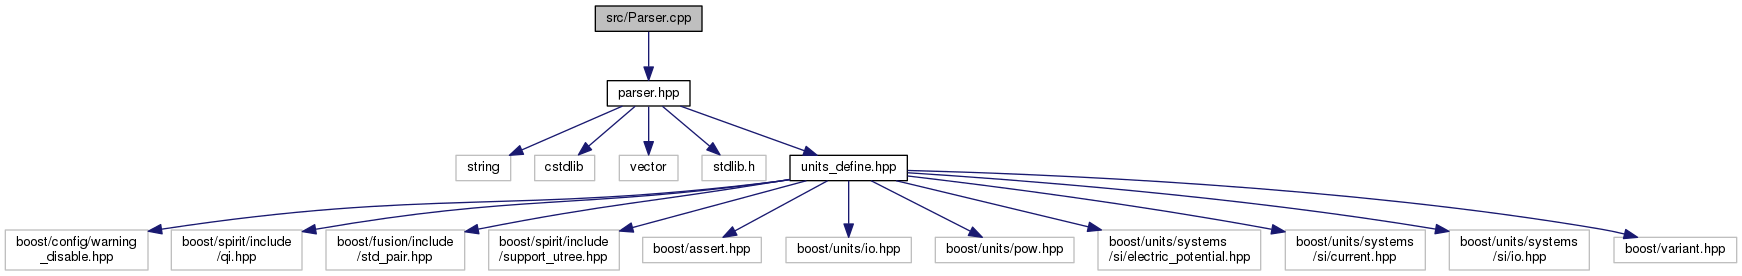 src/Parser.cpp
parser.hpp
string
cstdlib
vector
stdlib.h
units_define.hpp
boost/config/warning
_disable.hpp
boost/spirit/include
/qi.hpp
boost/fusion/include
/std_pair.hpp
boost/spirit/include
/support_utree.hpp
boost/assert.hpp
boost/units/io.hpp
boost/units/pow.hpp
boost/units/systems
/si/electric_potential.hpp
boost/units/systems
/si/current.hpp
boost/units/systems
/si/io.hpp
boost/variant.hpp